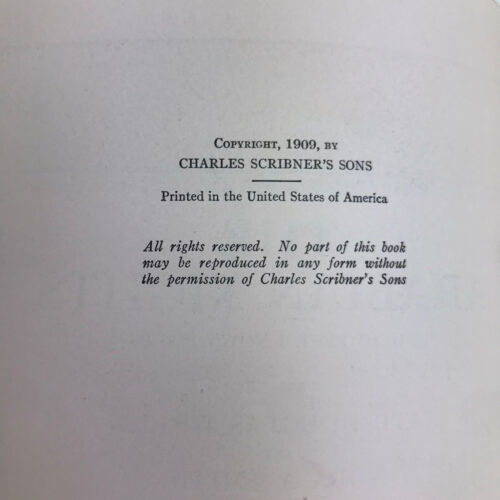 COPYRIGHT, 1909, BY
CHARLES SCRIBNER'S SONS
Printed in the United States of America
All rights reserved. No part of this book
may be reproduced in any form without
the permission of Charles Scribner's Sons